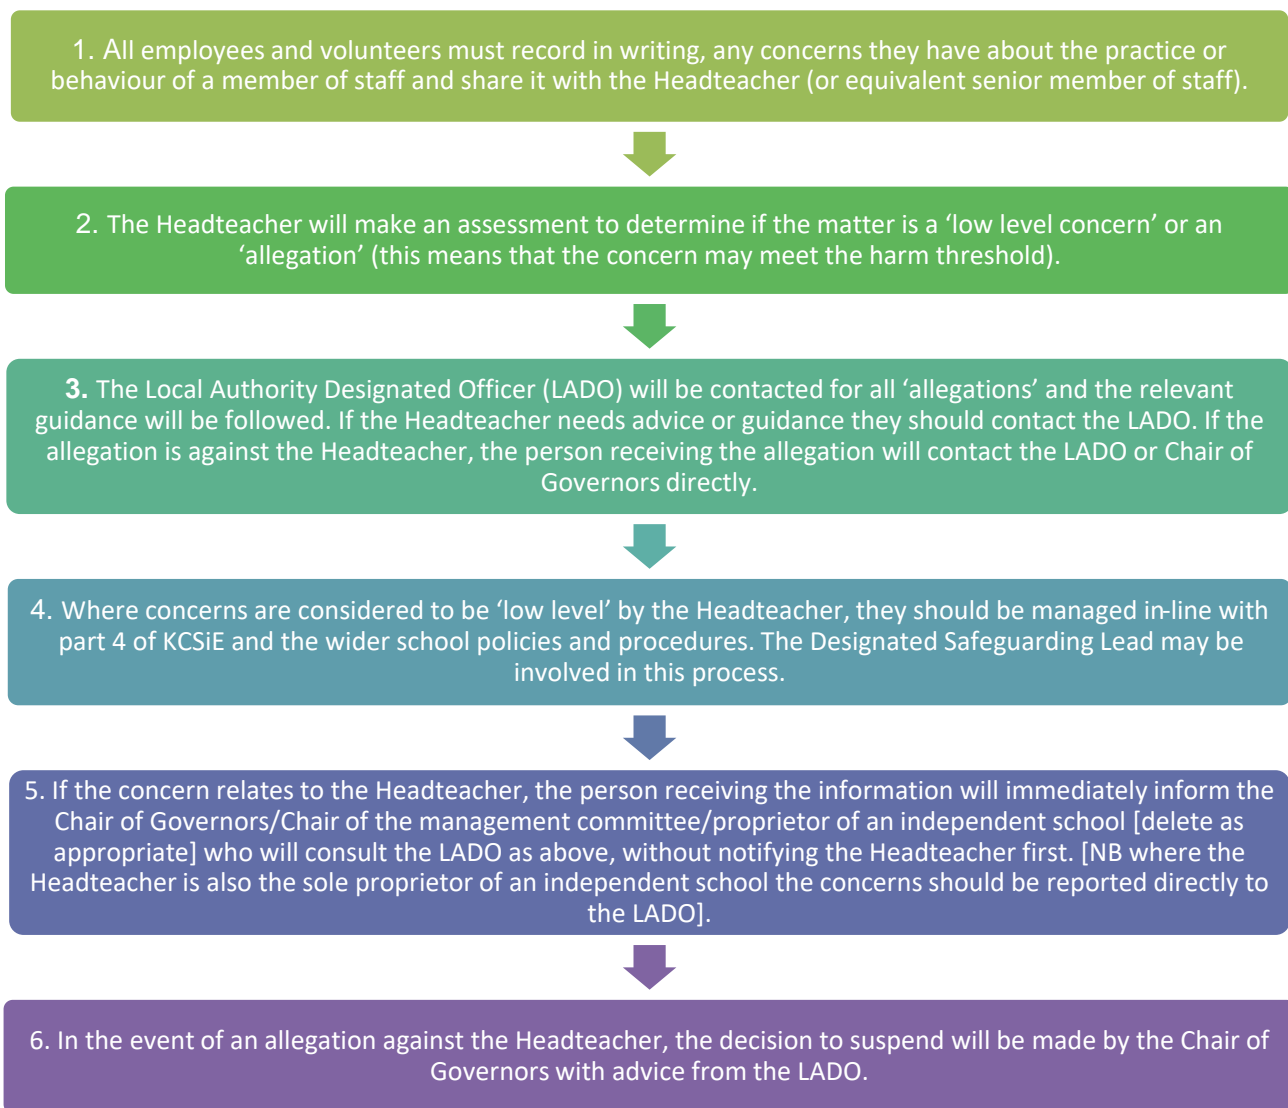 1. All employees and volunteers must record in writing, any concerns they have about the practice or
behaviour of a member of staff and share it with the Headteacher (or equivalent senior member of staff).
2. The Headteacher will make an assessment to determine if the matter is a ‘low level concern’ or an
‘allegation’ (this means that the concern may meet the harm threshold).
3. The Local Authority Designated Officer (LADO) will be contacted for all ‘allegations’ and the relevant
guidance will be followed. If the Headteacher needs advice or guidance they should contact the LADO. If the
allegation is against the Headteacher, the person receiving the allegation will contact the LADO or Chair of
Governors directly.
4. Where concerns are considered to be ‘low level’ by the Headteacher, they should be managed in-line with
part 4 of KCSiE and the wider school policies and procedures. The Designated Safeguarding Lead may be
involved in this process.
5. If the concern relates to the Headteacher, the person receiving the information will immediately inform the
Chair of Governors/Chair of the management committee/proprietor of an independent school [delete as
appropriate] who will consult the LADO as above, without notifying the Headteacher first. [NB where the
Headteacher is also the sole proprietor of an independent school the concerns should be reported directly to
the LADO].
6. In the event of an allegation against the Headteacher, the decision to suspend will be made by the Chair of
Governors with advice from the LADO.